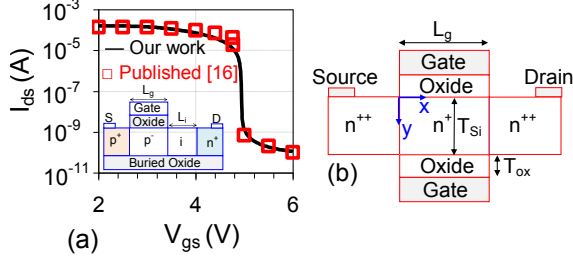 I_ds (A)
10^-3
10^-5
10^-7
10^-9
10^-11
Our work
Published [16]
L_g
Gate
Oxide
L_i
S
D
p^+
p^-
i
n^+
Buried Oxide
2
4
6
V_gs (V)
(a)
L_g
Gate
Source
Oxide
Drain
x
y
n^++
n^+
T_Si
n^++
Oxide
T_ox
Gate
(b)